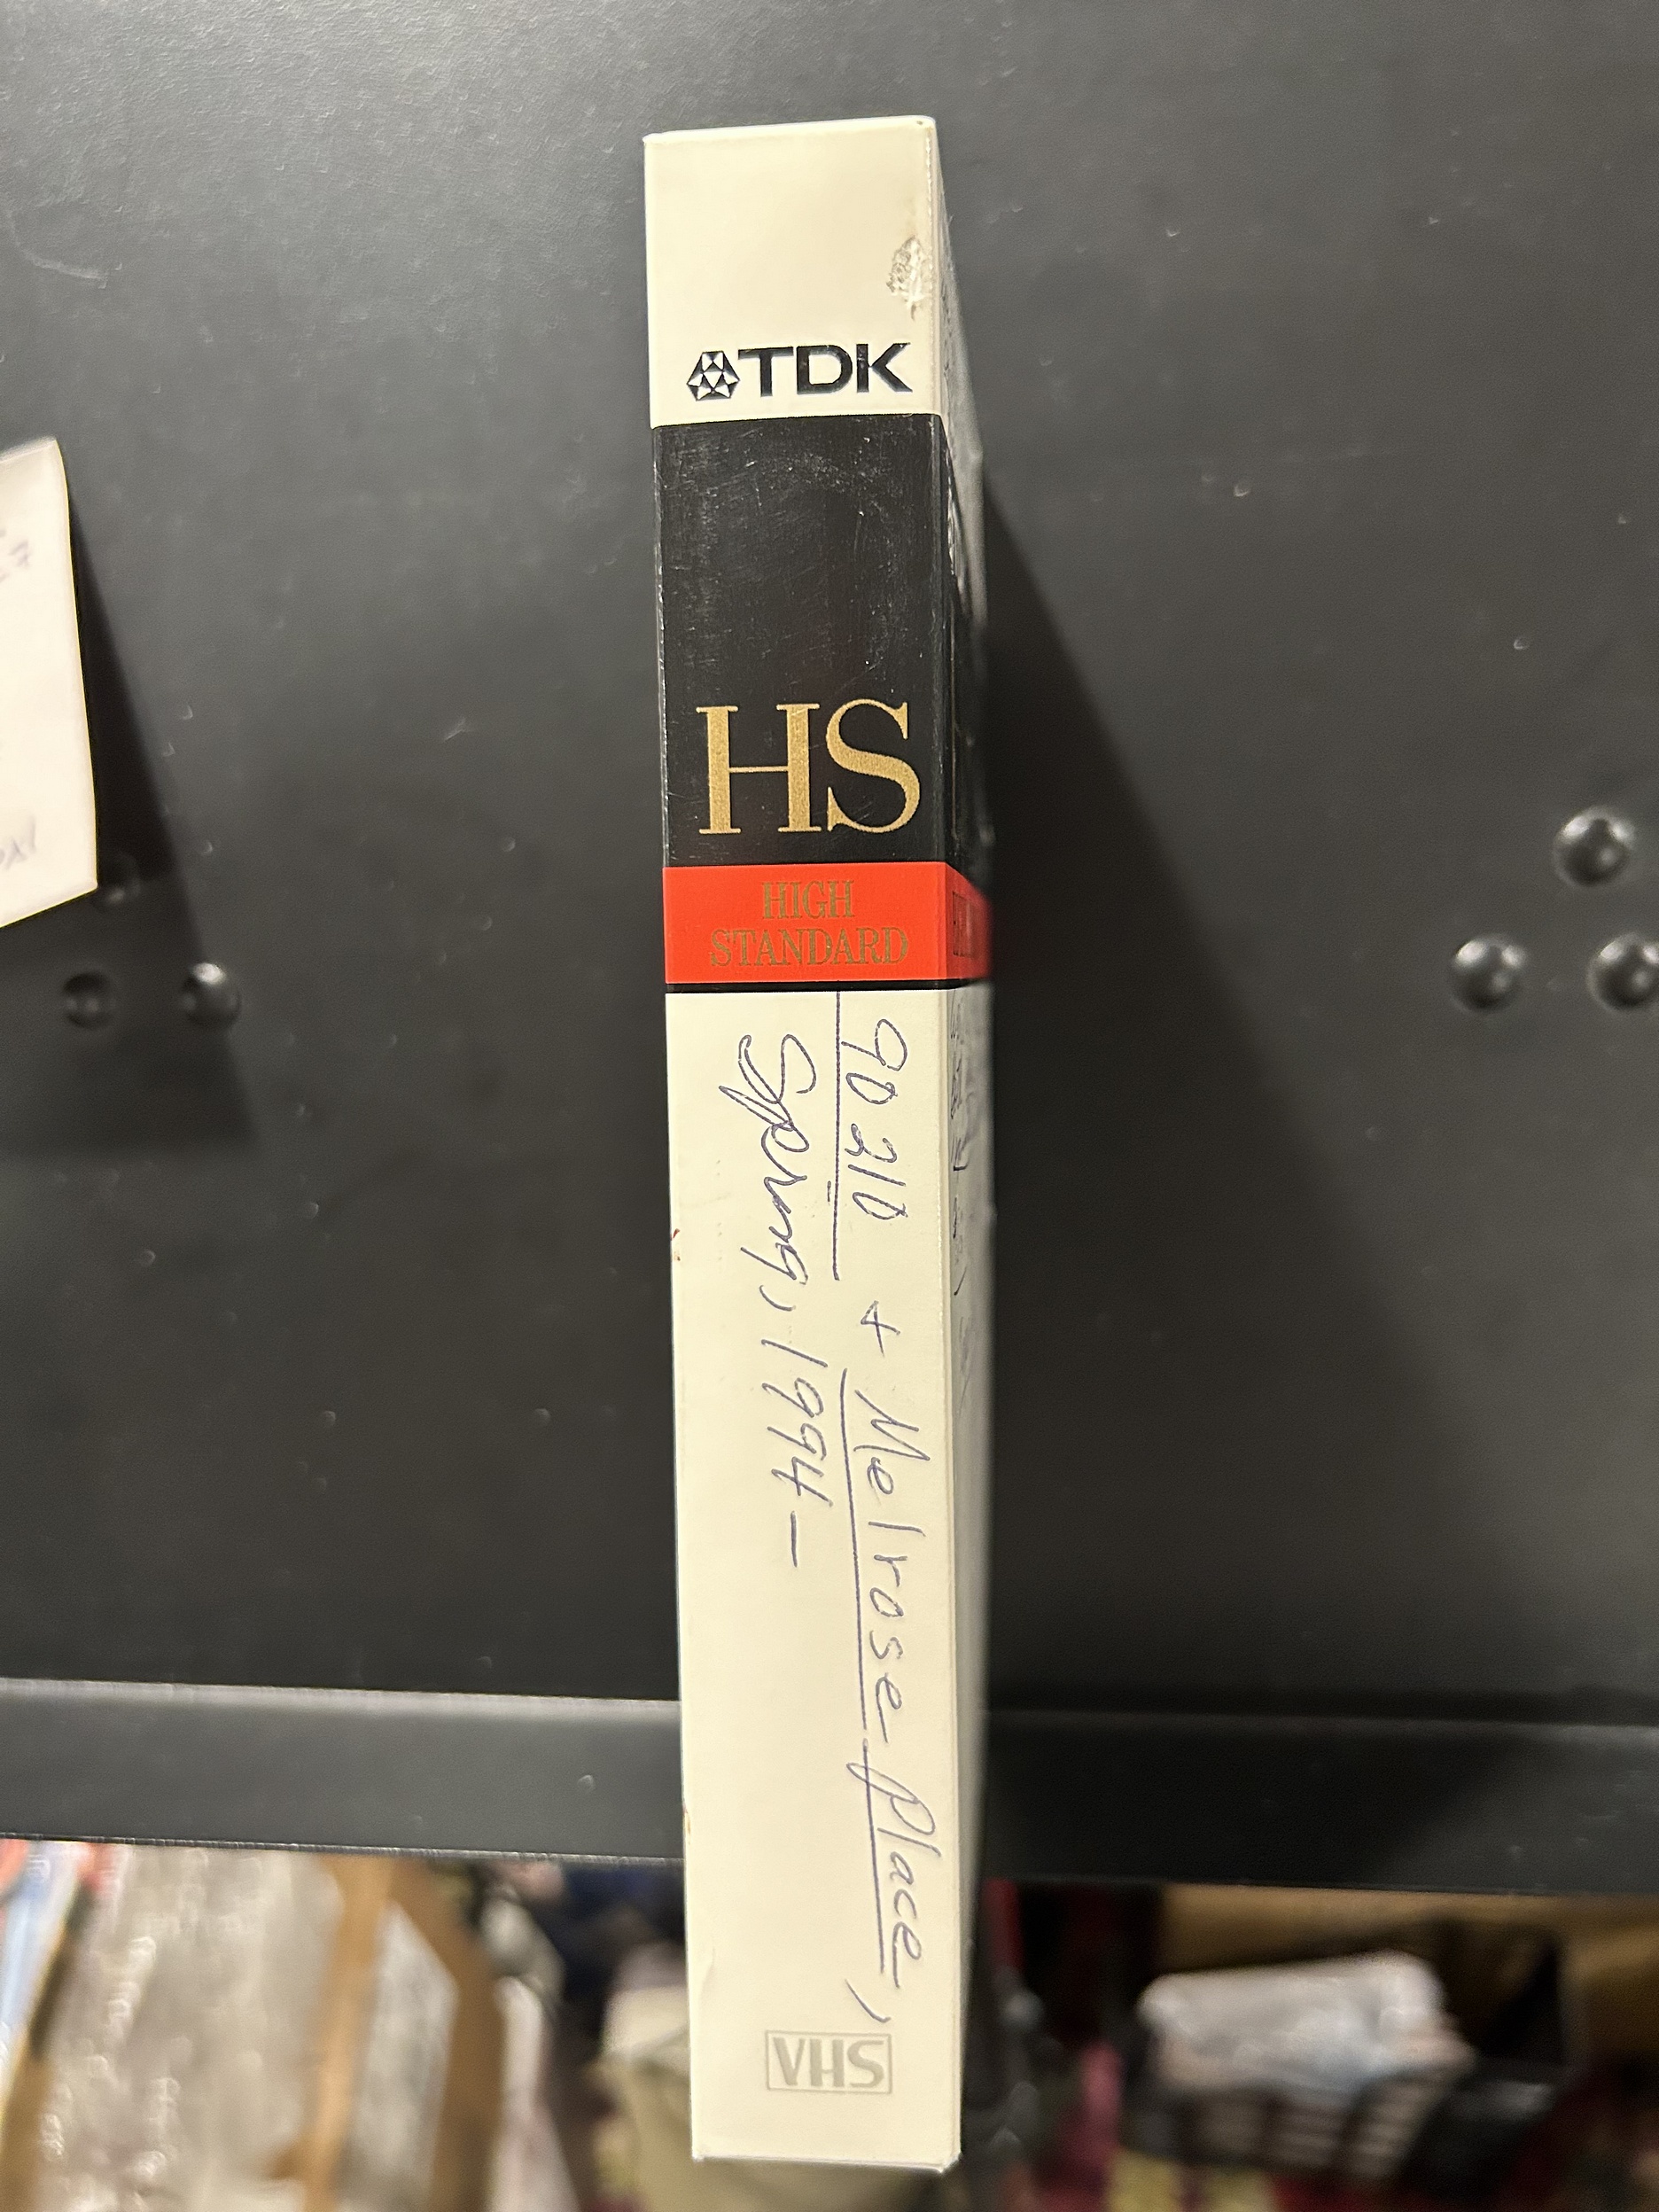 TDK
HS
HIGH
STANDARD
90210 + Melrose Place,
Spring, 1994 —
VHS